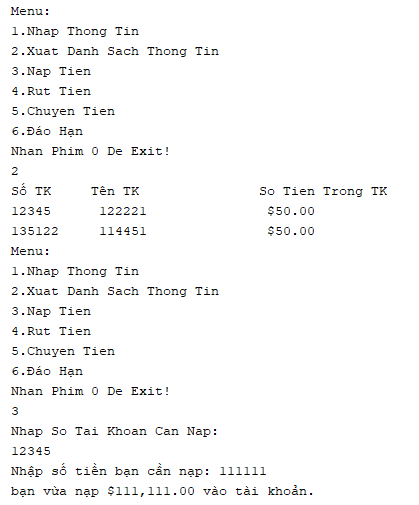 Menu:
1.Nhap Thong Tin
2.Xuat Danh Sach Thong Tin
3.Nap Tien
4.Rut Tien
5.Chuyen Tien
6.Đáo Hạn
Nhan Phim 0 De Exit!
2
Số TK Tên TK So Tien Trong TK
12345 122221 $50.00
135122 114451 $50.00
Menu:
1.Nhap Thong Tin
2.Xuat Danh Sach Thong Tin
3.Nap Tien
4.Rut Tien
5.Chuyen Tien
6.Đáo Hạn
Nhan Phim 0 De Exit!
3
Nhap So Tai Khoan Can Nap:
12345
Nhập số tiền bạn cần nạp: 111111
bạn vừa nạp $111,111.00 vào tài khoản.